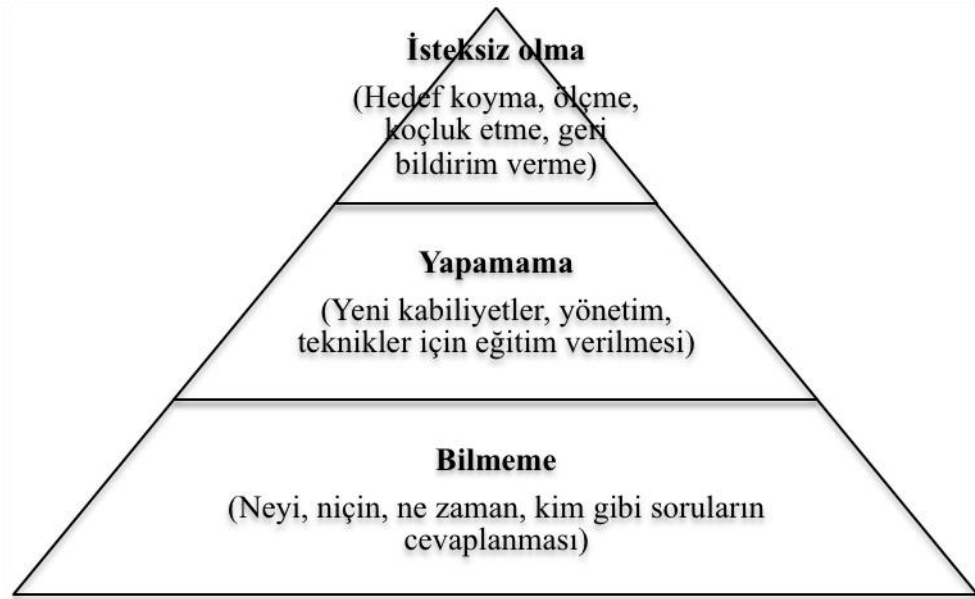 İsteksiz olma
(Hedef koyma, ölçme,
koçluk etme, geri
bildirim verme)
Yapamama
(Yeni kabiliyetler, yönetim,
teknikler için eğitim verilmesi)
Bilmeme
(Neyi, niçin, ne zaman, kim gibi soruların
cevaplanması)